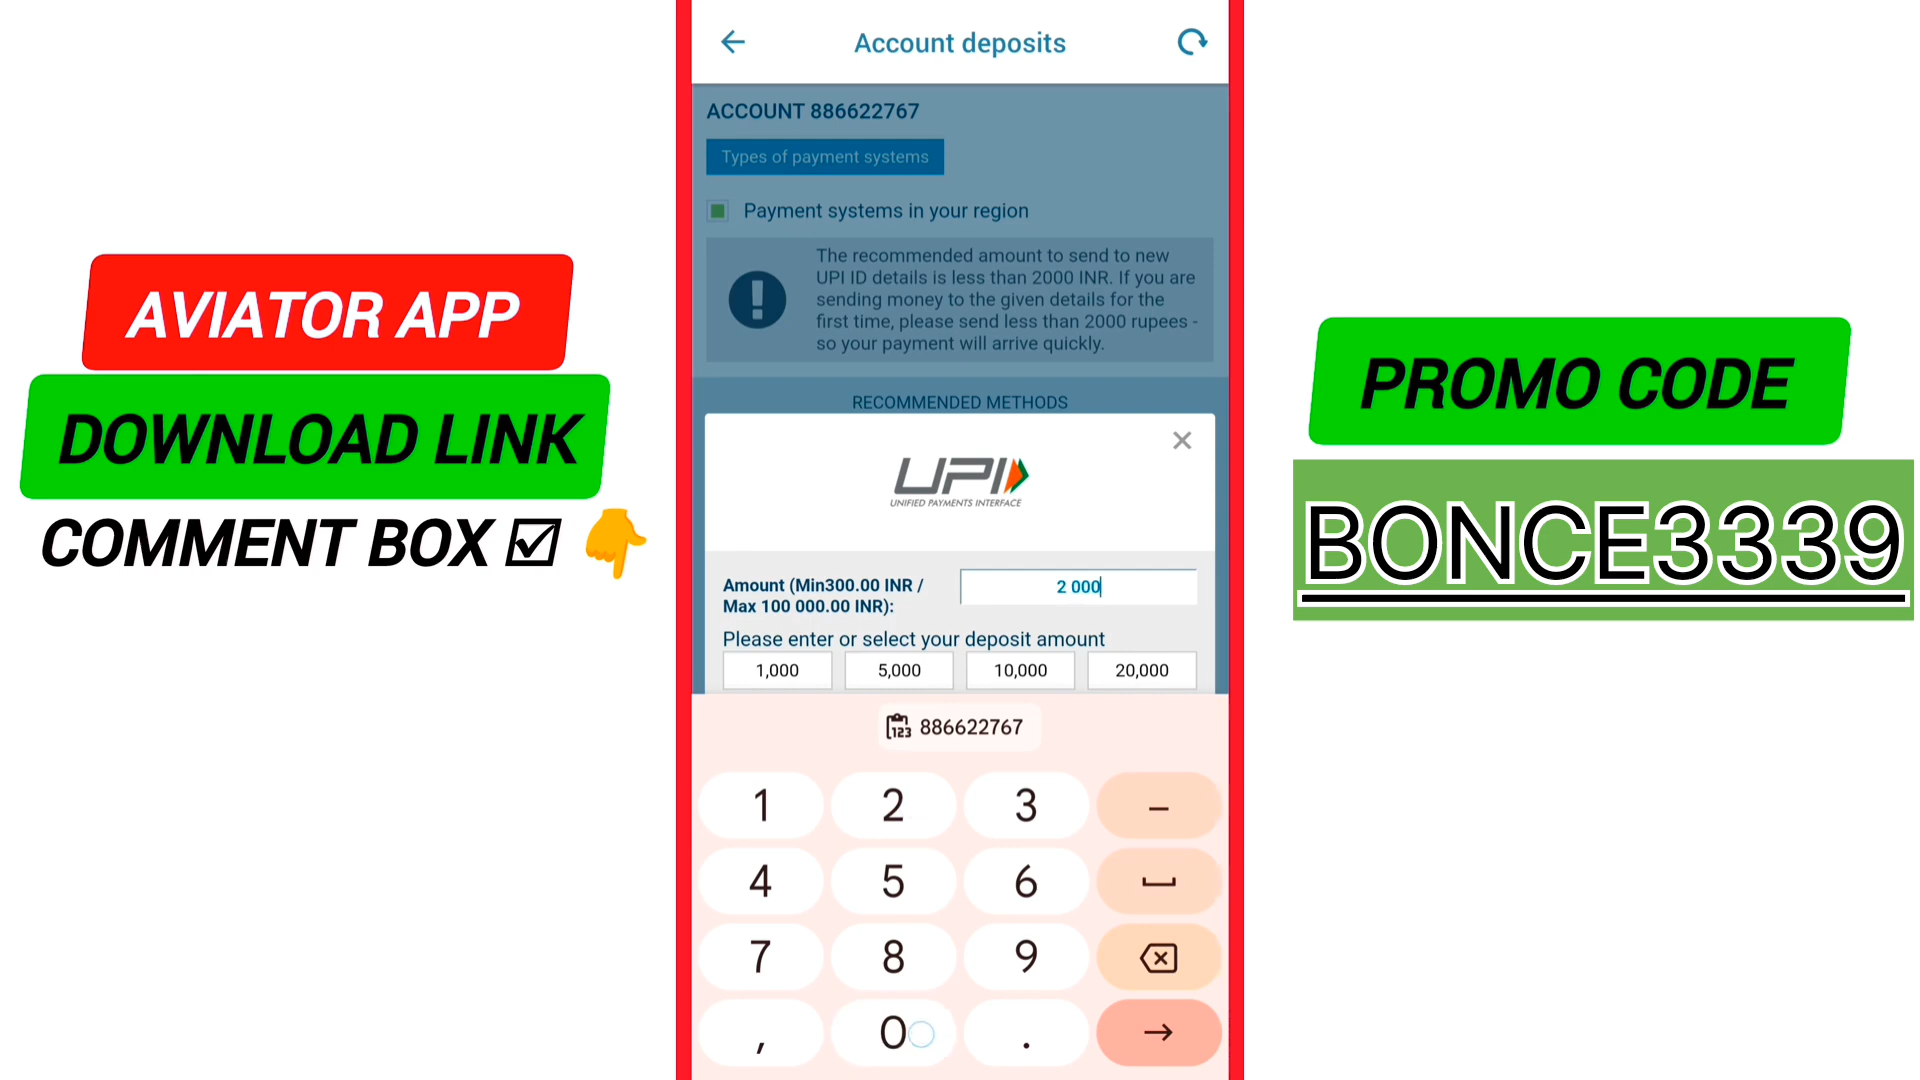 AVIATOR APP
DOWNLOAD LINK
COMMENT BOX ☑ 👇
Account deposits
ACCOUNT 886622767
Types of payment systems
Payment systems in your region
The recommended amount to send to new
UPI ID details is less than 2000 INR. If you are
sending money to the given details for the
first time, please send less than 2000 rupees -
so your payment will arrive quickly.
RECOMMENDED METHODS
UPI
UNIFIED PAYMENTS INTERFACE
Amount (Min300.00 INR /
Max 100 000.00 INR):
2 000
Please enter or select your deposit amount
1,000 5,000 10,000 20,000
123 886622767
1 2 3 –
4 5 6
7 8 9
, 0 . →
PROMO CODE
BONCE3339